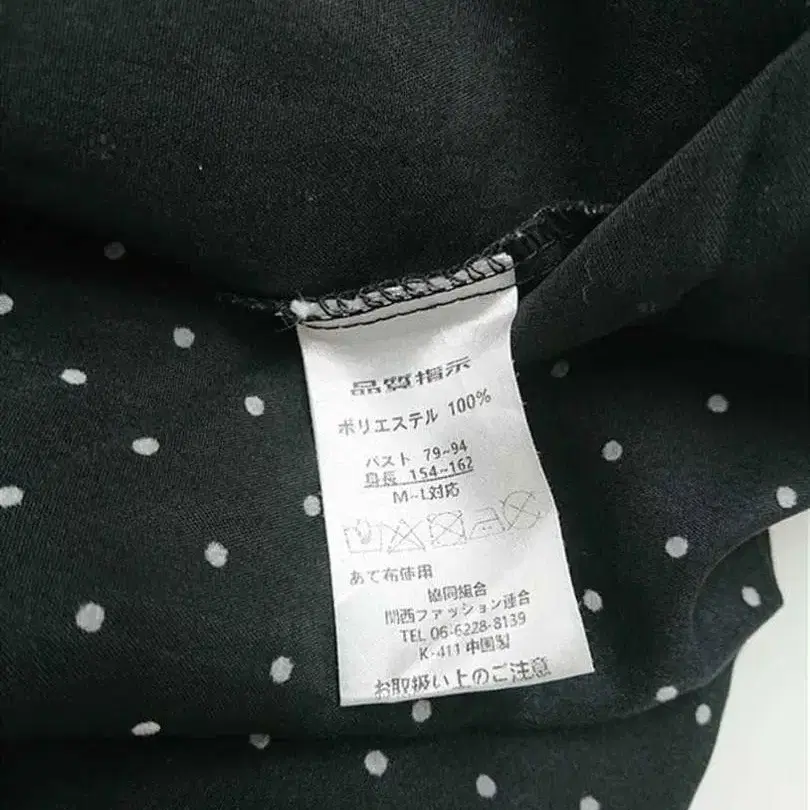 品質指示
ポリエステル 100%
バスト 79~94
身長 154~162
M~L対応
あて布使用
協同組合
関西ファッション連合
TEL 06-6228-8139
K-411 中国製
お取扱い上のご注意